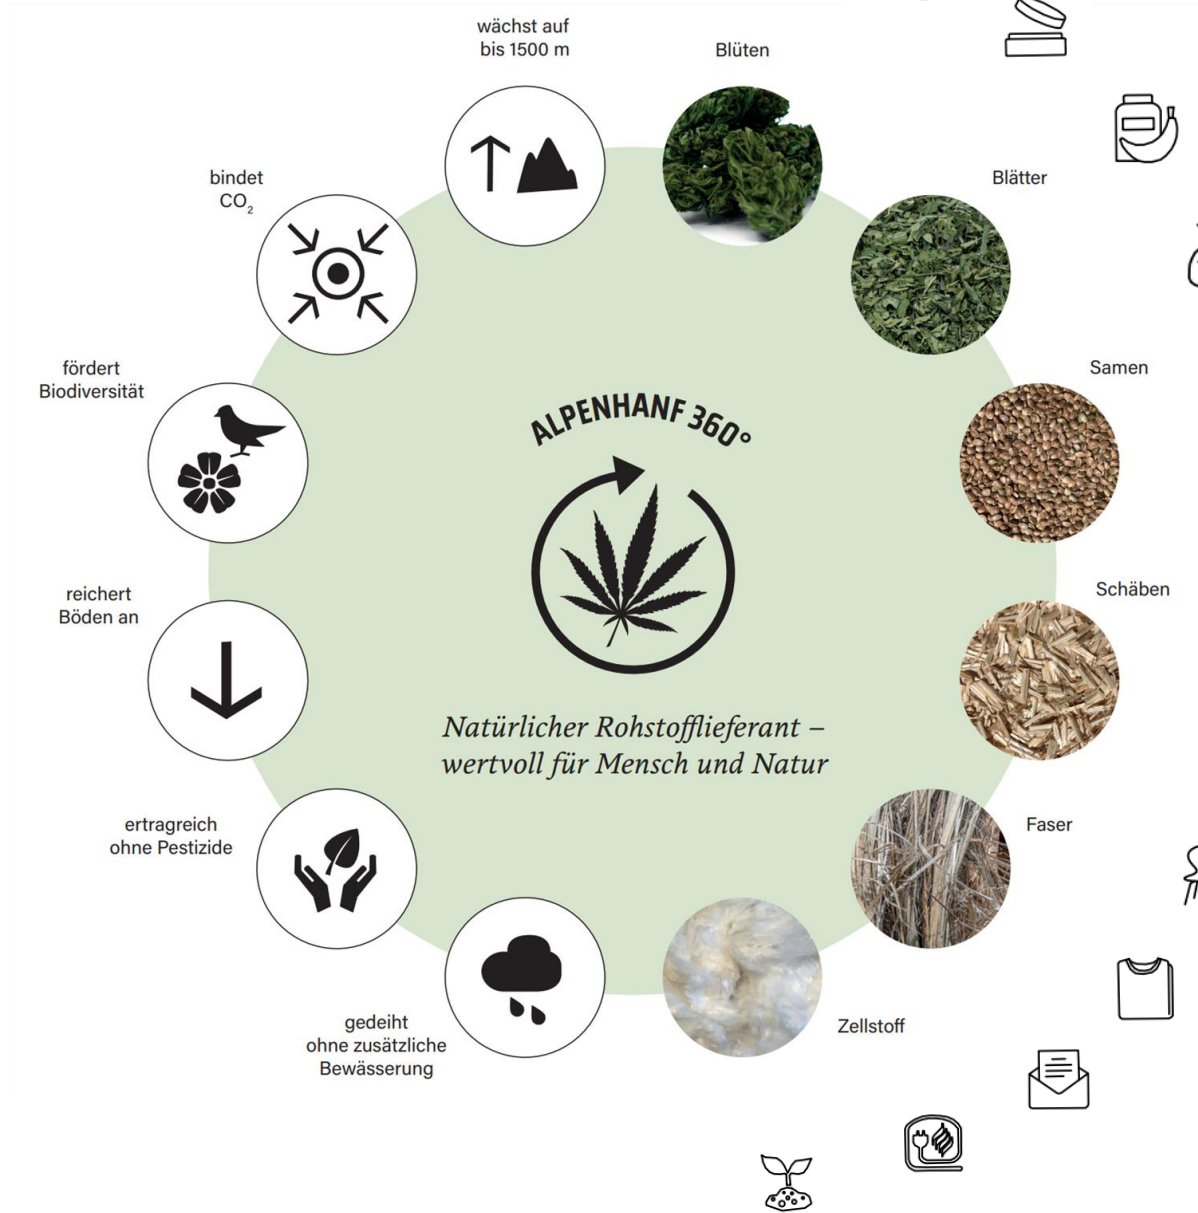 wächst auf
bis 1500 m
Blüten
bindet
CO₂
Blätter
fördert
Biodiversität
Samen
ALPENHANF 360°
reichert
Böden an
Schäben
Natürlicher Rohstofflieferant –
wertvoll für Mensch und Natur
ertragreich
ohne Pestizide
Faser
gedeiht
ohne zusätzliche
Bewässerung
Zellstoff